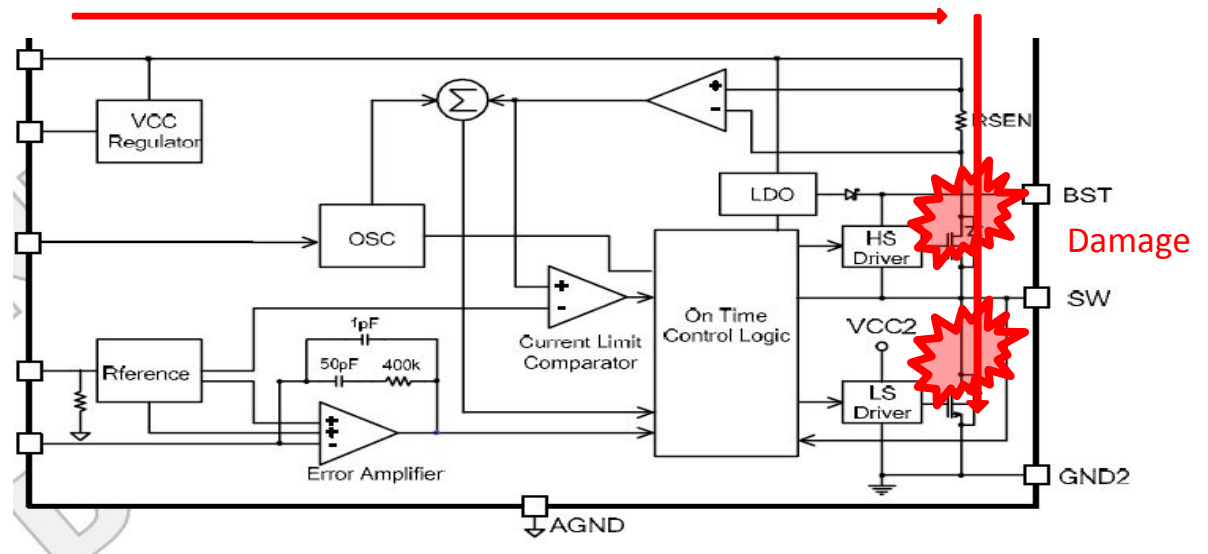 VCC
Regulator
Σ
+
-
RSEN
LDO
BST
Damage
OSC
HS
Driver
+
-
SW
On Time
Control Logic
Current Limit
Comparator
VCC2
1pF
50pF
400k
Rference
LS
Driver
+
+
-
Error Amplifier
GND2
AGND